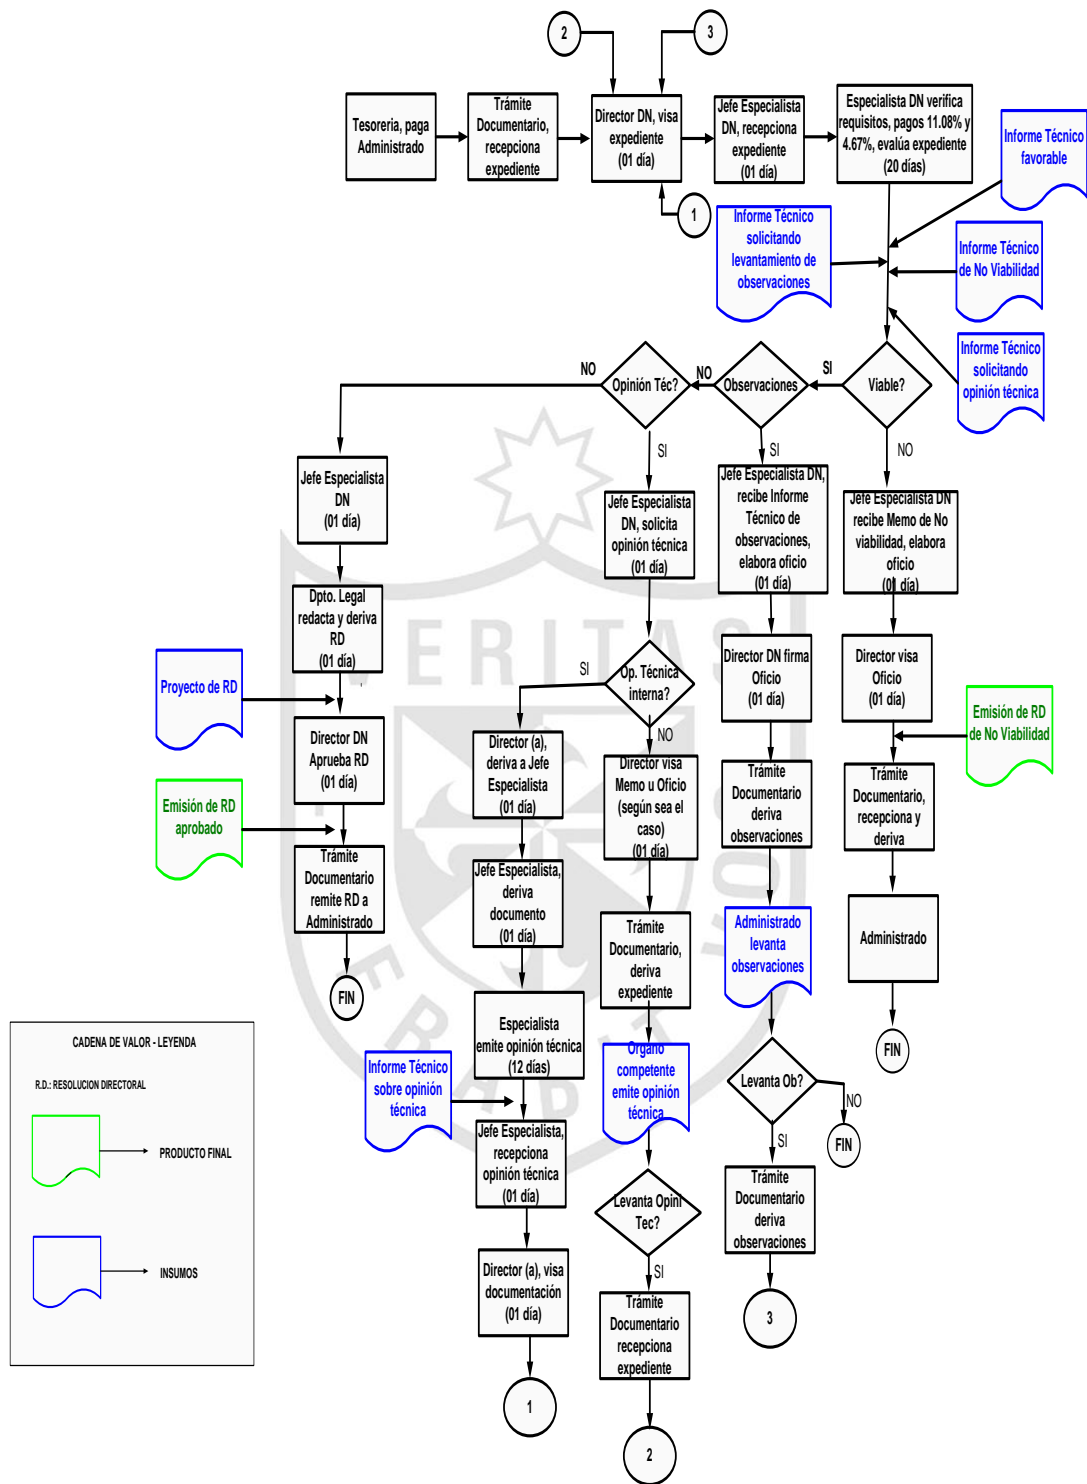 2
3
Tesoreria, paga
Administrado
Trámite
Documentario,
recepciona
expediente
Director DN, visa
expediente
(01 día)
Jefe Especialista
DN, recepciona
expediente
(01 día)
Especialista DN verifica
requisitos, pagos 11.08% y
4.67%, evalúa expediente
(20 días)
Informe Técnico
favorable
1
Informe Técnico
solicitando
levantamiento de
observaciones
Informe Técnico
de No Viabilidad
Informe Técnico
solicitando
opinión técnica
NO
Opinión Téc?
NO
Observaciones
SI
Viable?
SI
SI
NO
Jefe Especialista
DN
(01 día)
Jefe Especialista
DN, solicita
opinión técnica
(01 día)
Jefe Especialista DN,
recibe Informe
Técnico de
observaciones,
elabora oficio
(01 día)
Jefe Especialista DN
recibe Memo de No
viabilidad, elabora
oficio
(01 día)
Dpto. Legal
redacta y deriva
RD
(01 día)
VERITAS
SI
Op. Técnica
interna?
NO
Director DN firma
Oficio
(01 día)
Director visa
Oficio
(01 día)
Proyecto de RD
Emisión de RD
de No Viabilidad
Director DN
Aprueba RD
(01 día)
Director (a),
deriva a Jefe
Especialista
(01 día)
Director visa
Memo u Oficio
(según sea el
caso)
(01 día)
Trámite
Documentario
deriva
observaciones
Trámite
Documentario,
recepciona y
deriva
Emisión de RD
aprobado
Trámite
Documentario
remite RD a
Administrado
Jefe Especialista,
deriva
documento
(01 día)
Trámite
Documentario,
deriva
expediente
Administrado
levanta
observaciones
Administrado
FIN
Especialista
emite opinión técnica
(12 días)
Organo
competente
emite opinión
técnica
FIN
Informe Técnico
sobre opinión
técnica
Levanta Ob?
NO
FIN
SI
Jefe Especialista,
recepciona
opinión técnica
(01 día)
Levanta Opini
Tec?
SI
Trámite
Documentario
deriva
observaciones
Director (a), visa
documentación
(01 día)
Trámite
Documentario
recepciona
expediente
3
1
2
CADENA DE VALOR - LEYENDA
R.D.: RESOLUCION DIRECTORAL
PRODUCTO FINAL
INSUMOS